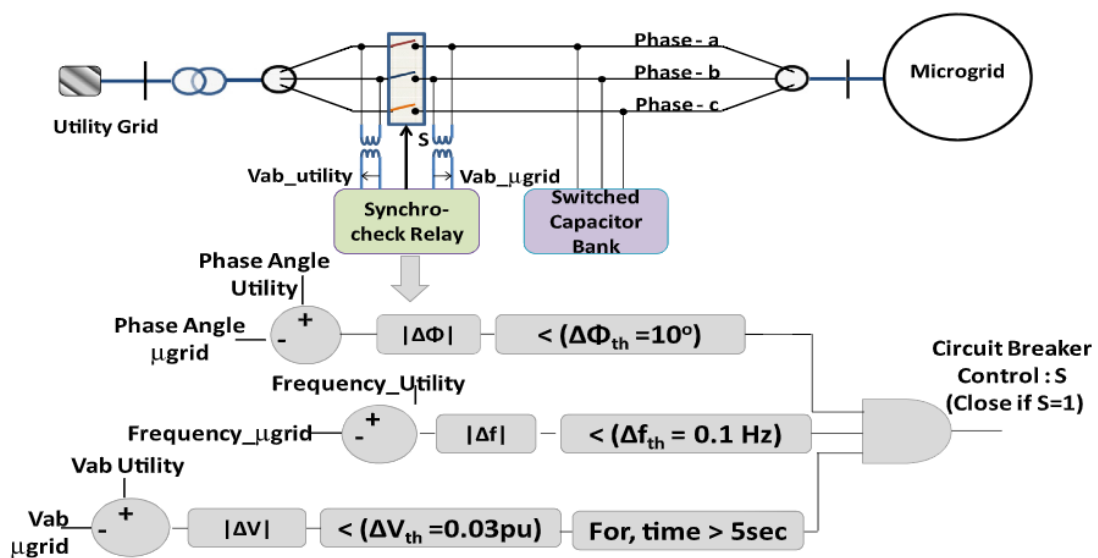 Phase - a
Phase - b
Phase - c
Microgrid
Utility Grid
S
Vab_utility
Vab_μgrid
Synchro-
check Relay
Switched
Capacitor
Bank
Phase Angle
Utility
Phase Angle
μgrid
+
-
|ΔΦ|
< (ΔΦth =10º)
Frequency_Utility
Frequency_μgrid
+
-
|Δf|
< (Δfth = 0.1 Hz)
Circuit Breaker
Control : S
(Close if S=1)
Vab Utility
Vab
μgrid
+
-
|ΔV|
< (ΔVth =0.03pu)
For, time > 5sec